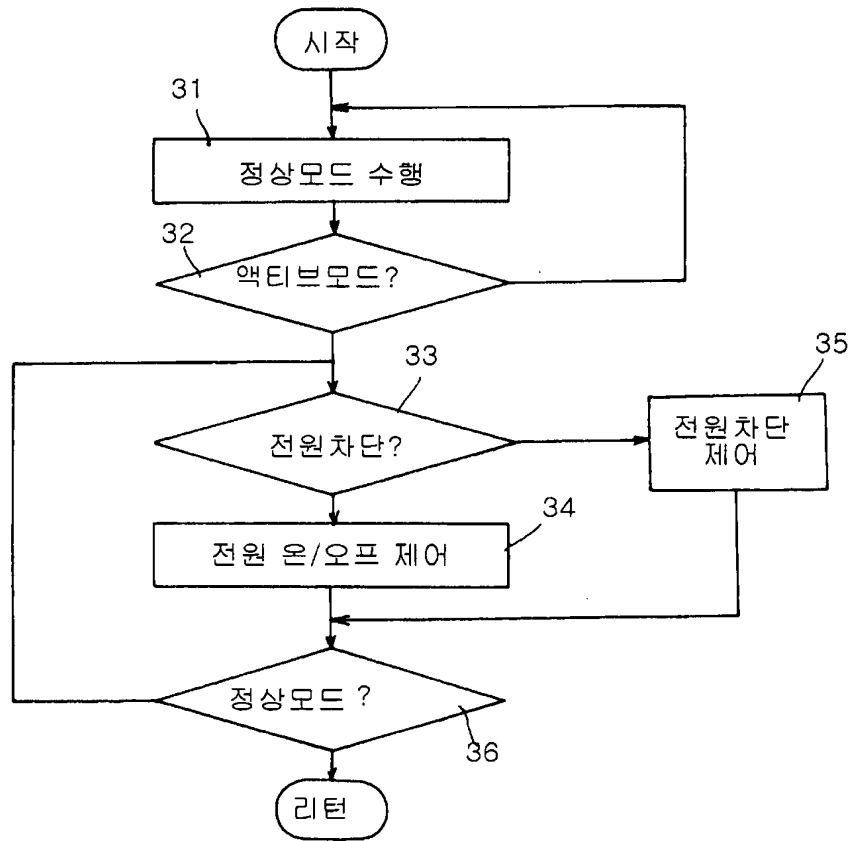 시작
31
정상모드 수행
32
액티브모드?
33
전원차단?
35
전원차단
제어
34
전원 온/오프 제어
정상모드 ?
36
리턴